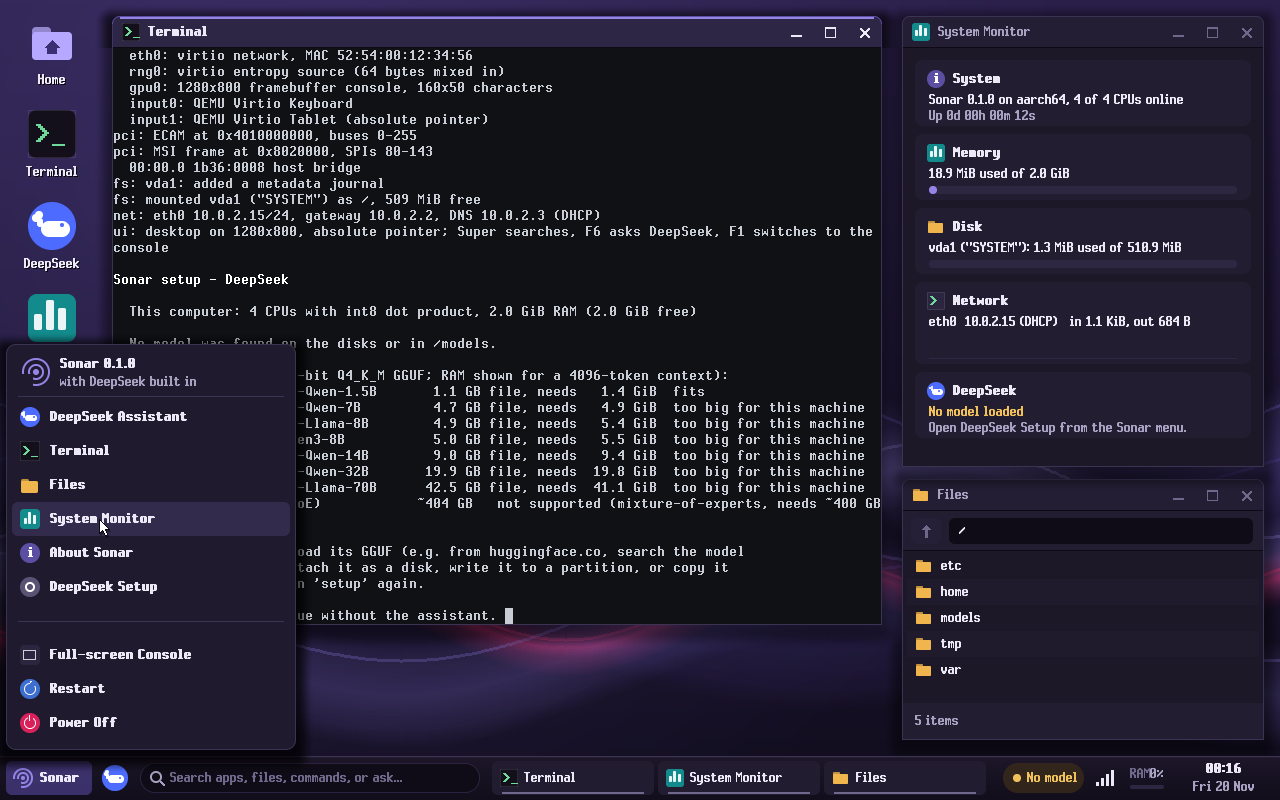 Home
Terminal
DeepSeek
Terminal
eth0: virtio network, MAC 52:54:00:12:34:56
rng0: virtio entropy source (64 bytes mixed in)
gpu0: 1280x800 framebuffer console, 160x50 characters
input0: QEMU Virtio Keyboard
input1: QEMU Virtio Tablet (absolute pointer)
pci: ECAM at 0x4010000000, buses 0-255
pci: MSI frame at 0x8020000, SPIs 80-143
00:00.0 1b36:0008 host bridge
fs: vda1: added a metadata journal
fs: mounted vda1 ("SYSTEM") as /, 509 MiB free
net: eth0 10.0.2.15/24, gateway 10.0.2.2, DNS 10.0.2.3 (DHCP)
ui: desktop on 1280x800, absolute pointer; Super searches, F6 asks DeepSeek, F1 switches to the
console
Sonar setup - DeepSeek
This computer: 4 CPUs with int8 dot product, 2.0 GiB RAM (2.0 GiB free)
No model was found on the disks or in /models.
-bit Q4_K_M GGUF; RAM shown for a 4096-token context):
-Qwen-1.5B 1.1 GB file, needs 1.4 GiB fits
-Qwen-7B 4.7 GB file, needs 4.9 GiB too big for this machine
-Llama-8B 4.9 GB file, needs 5.4 GiB too big for this machine
en3-8B 5.0 GB file, needs 5.5 GiB too big for this machine
-Qwen-14B 9.0 GB file, needs 9.4 GiB too big for this machine
-Qwen-32B 19.9 GB file, needs 19.8 GiB too big for this machine
-Llama-70B 42.5 GB file, needs 41.1 GiB too big for this machine
oE) ~404 GB not supported (mixture-of-experts, needs ~400 GB
oad its GGUF (e.g. from huggingface.co, search the model
tach it as a disk, write it to a partition, or copy it
n 'setup' again.
ue without the assistant.
Sonar 0.1.0
with DeepSeek built in
DeepSeek Assistant
Terminal
Files
System Monitor
About Sonar
DeepSeek Setup
Full-screen Console
Restart
Power Off
System Monitor
System
Sonar 0.1.0 on aarch64, 4 of 4 CPUs online
Up 0d 00h 00m 12s
Memory
18.9 MiB used of 2.0 GiB
Disk
vda1 ("SYSTEM"): 1.3 MiB used of 510.9 MiB
Network
eth0 10.0.2.15 (DHCP) in 1.1 KiB, out 684 B
DeepSeek
No model loaded
Open DeepSeek Setup from the Sonar menu.
Files
/
etc
home
models
tmp
var
5 items
Sonar
Search apps, files, commands, or ask...
Terminal
System Monitor
Files
No model
RAM 0%
00:16
Fri 20 Nov